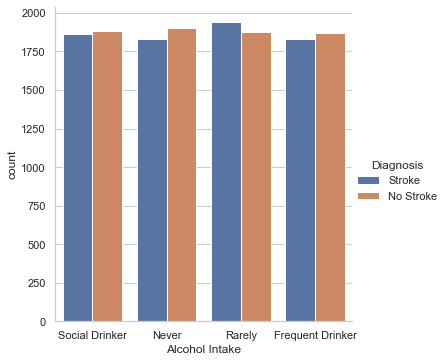 2000
1750
1500
1250
1000
750
500
250
0
count
Social Drinker
Never
Rarely
Frequent Drinker
Alcohol Intake
Diagnosis
Stroke
No Stroke